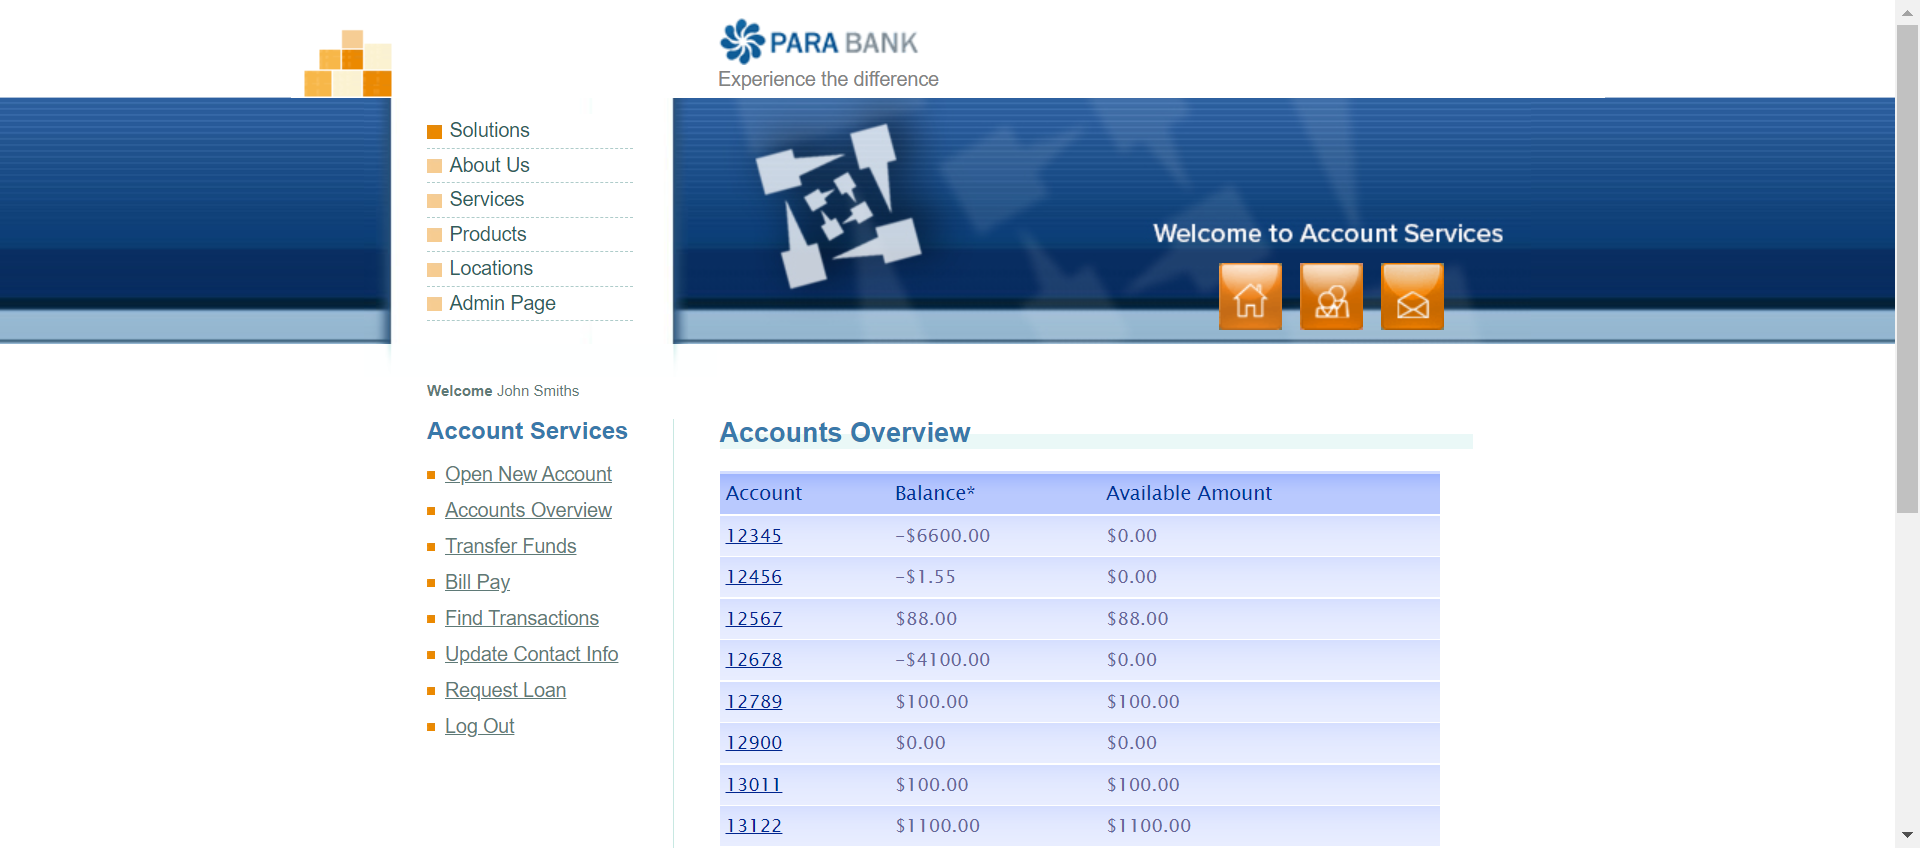 PARA BANK
Experience the difference
Solutions
About Us
Services
Products
Locations
Admin Page
Welcome to Account Services
Welcome John Smiths
Account Services
Open New Account
Accounts Overview
Transfer Funds
Bill Pay
Find Transactions
Update Contact Info
Request Loan
Log Out
Accounts Overview
Account Balance* Available Amount
12345 -$6600.00 $0.00
12456 -$1.55 $0.00
12567 $88.00 $88.00
12678 -$4100.00 $0.00
12789 $100.00 $100.00
12900 $0.00 $0.00
13011 $100.00 $100.00
13122 $1100.00 $1100.00